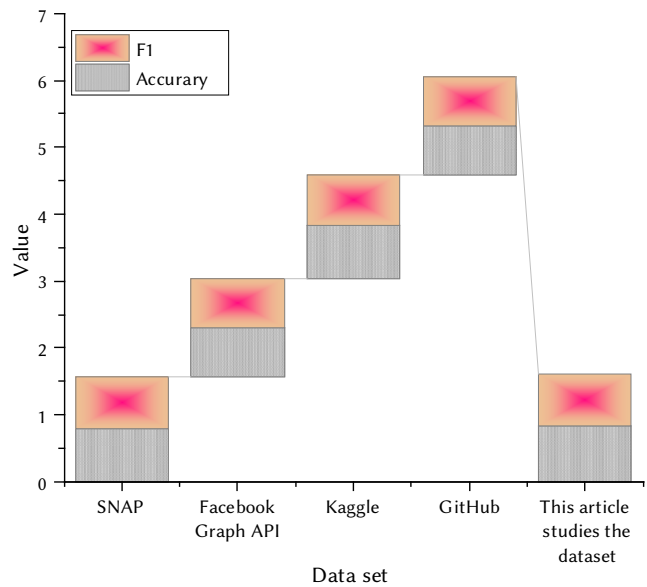 7
6
5
4
3
2
1
0
Value
F1
Accurary
SNAP
Facebook
Graph API
Kaggle
GitHub
This article
studies the
dataset
Data set